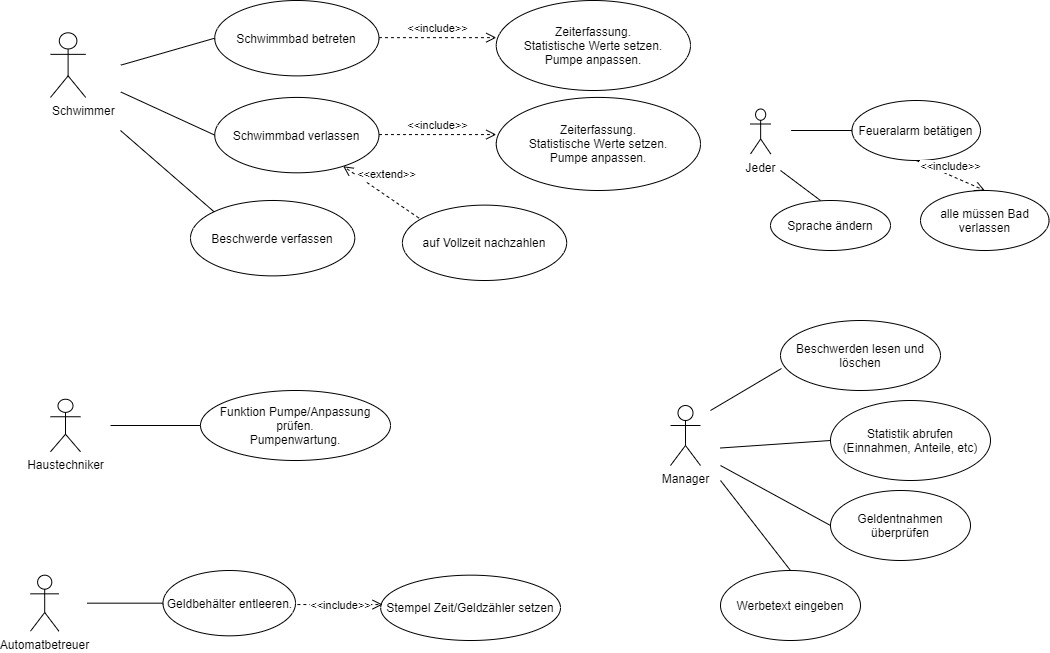 Schwimmbad betreten
<<include>>
Zeiterfassung.
Statistische Werte setzen.
Pumpe anpassen.
Schwimmer
Schwimmbad verlassen
<<include>>
Zeiterfassung.
Statistische Werte setzen.
Pumpe anpassen.
<<extend>>
Beschwerde verfassen
auf Vollzeit nachzahlen
Jeder
Feueralarm betätigen
<<include>>
alle müssen Bad
verlassen
Sprache ändern
Haustechniker
Funktion Pumpe/Anpassung
prüfen.
Pumpenwartung.
Manager
Beschwerden lesen und
löschen
Statistik abrufen
(Einnahmen, Anteile, etc)
Geldentnahmen
überprüfen
Werbetext eingeben
Automatbetreuer
Geldbehälter entleeren.
<<include>>
Stempel Zeit/Geldzähler setzen